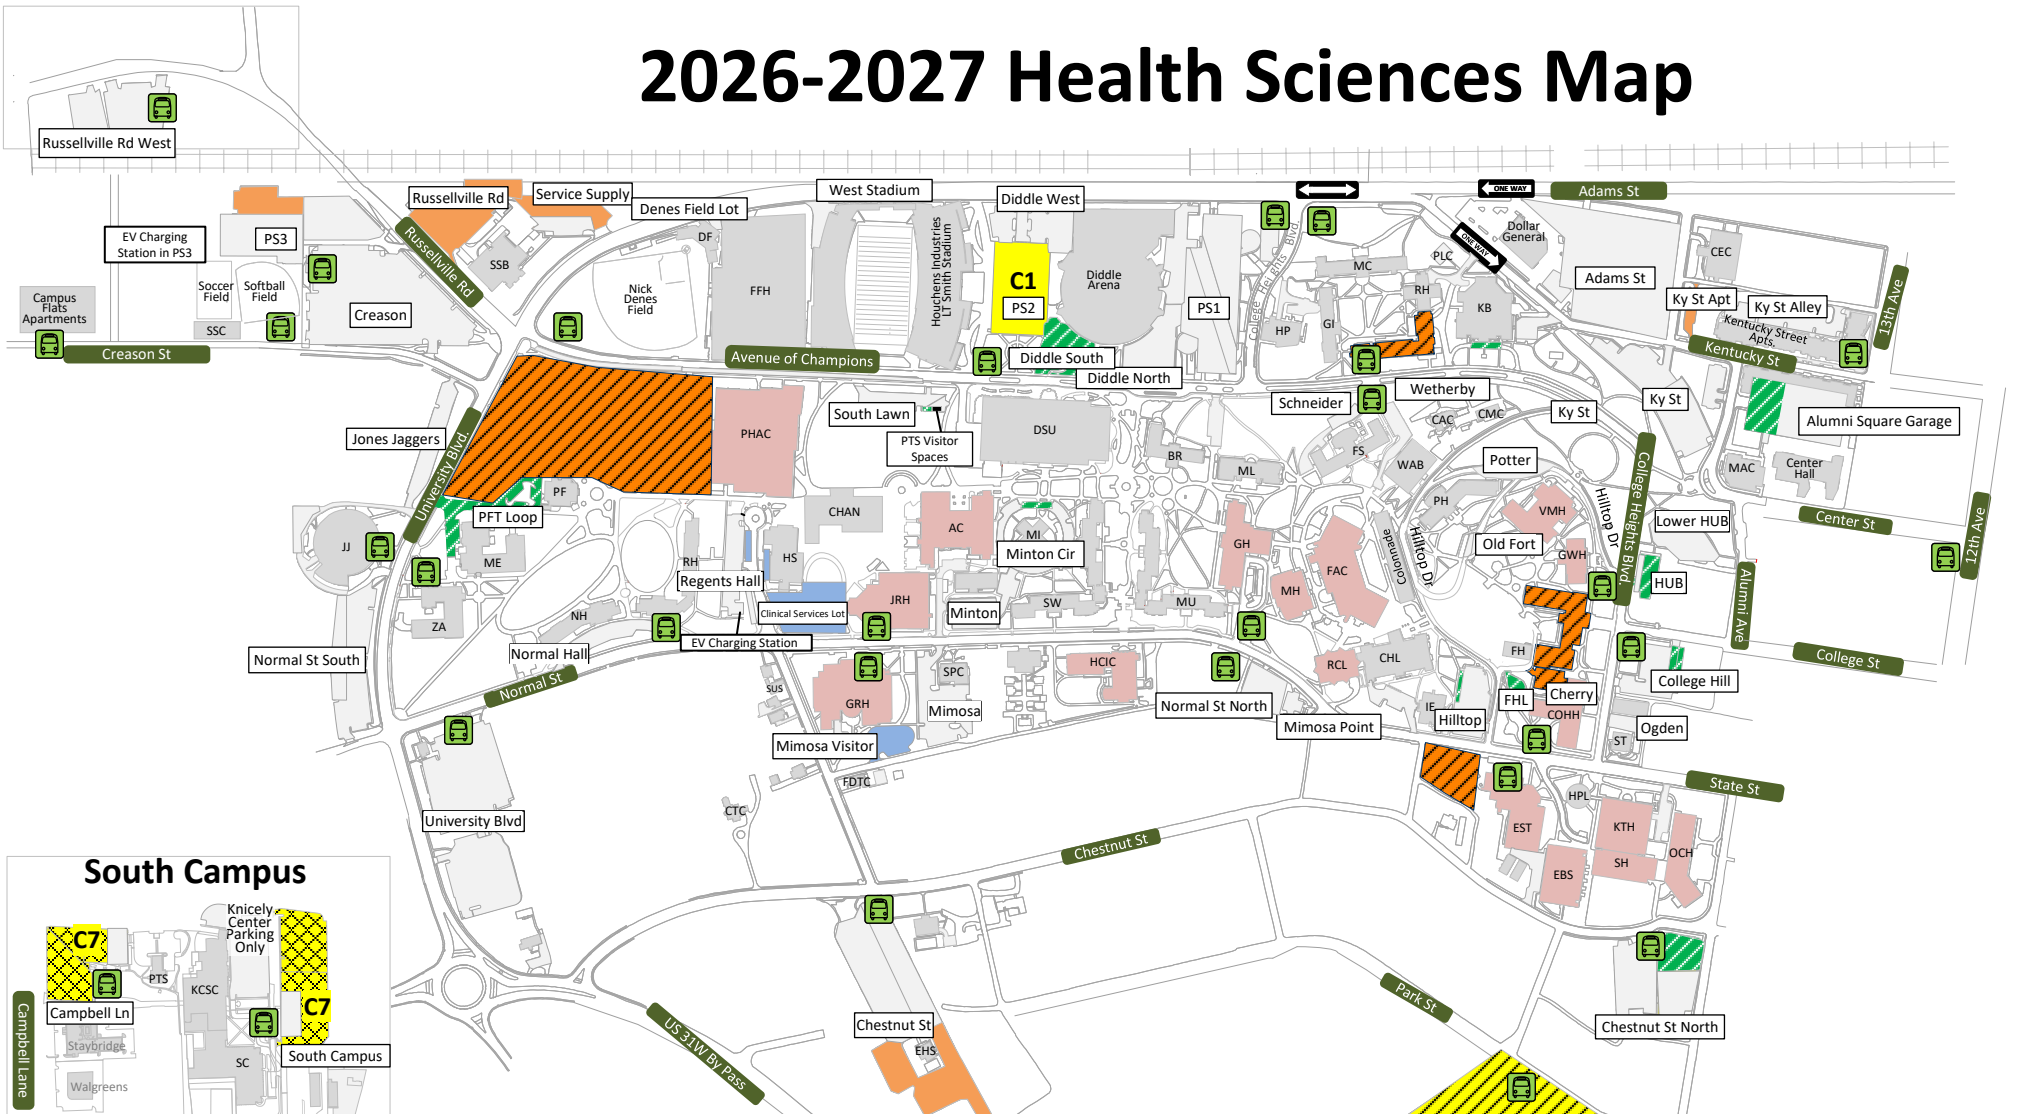 2026-2027 Health Sciences Map
Russellville Rd West
EV Charging
Station in PS3
PS3
Russellville Rd
Service Supply
Denes Field Lot
West Stadium
Diddle West
ONE WAY
Adams St
Russellville Rd
SSB
DF
Soccer
Field
Softball
Field
SSC
Creason
Campus
Flats
Apartments
Creason St
Nick
Denes
Field
FFH
Houchens Industries
LT Smith Stadium
C1
PS2
Diddle
Arena
PS1
College Heights Blvd.
HP
GI
MC
PLC
RH
KB
ONE WAY
Dollar
General
Adams St
CEC
Ky St Apt
Ky St Alley
Kentucky Street
Apts.
Kentucky St
13th Ave
Avenue of Champions
Diddle South
Diddle North
Schneider
Wetherby
CAC
CMC
Ky St
Ky St
Alumni Square Garage
Jones Jaggers
University Blvd.
PHAC
South Lawn
PTS Visitor
Spaces
DSU
BR
ML
FS
WAB
Potter
PH
College Heights Blvd.
MAC
Center
Hall
Center St
12th Ave
PF
PFT Loop
ME
JJ
ZA
CHAN
AC
MI
Minton Cir
GH
FAC
MH
Colonnade
Hilltop Dr
VMH
Old Fort
GWH
Hilltop Dr
Lower HUB
HUB
Alumni Ave
RH
Regents Hall
HS
Clinical Services Lot
JRH
Minton
SW
MU
NH
Normal Hall
EV Charging Station
Normal St South
Normal St
SUS
GRH
SPC
Mimosa
Mimosa Visitor
FDTC
CTC
HCIC
Normal St North
Mimosa Point
RCL
CHL
IE
Hilltop
FH
FHL
Cherry
COHH
College Hill
College St
Ogden
ST
State St
University Blvd
Chestnut St
EST
HPL
KTH
SH
OCH
EBS
South Campus
Knicely
Center
Parking
Only
C7
PTS
KCSC
C7
Campbell Ln
Campbell Lane
Staybridge
Walgreens
SC
South Campus
US 31W By Pass
Chestnut St
EHS
Park St
Chestnut St North